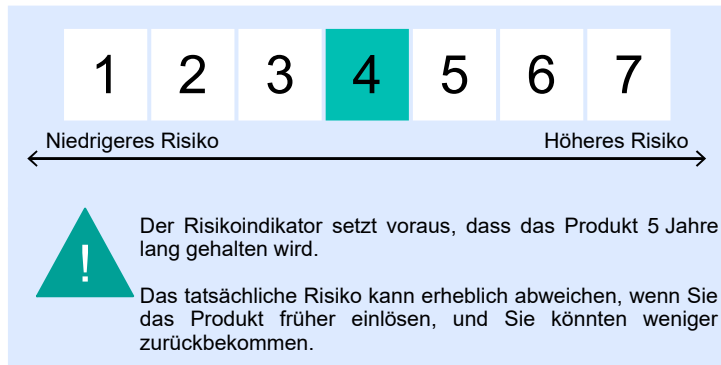 1 2 3 4 5 6 7
Niedrigeres Risiko Höheres Risiko
Der Risikoindikator setzt voraus, dass das Produkt 5 Jahre
lang gehalten wird.
!
Das tatsächliche Risiko kann erheblich abweichen, wenn Sie
das Produkt früher einlösen, und Sie könnten weniger
zurückbekommen.